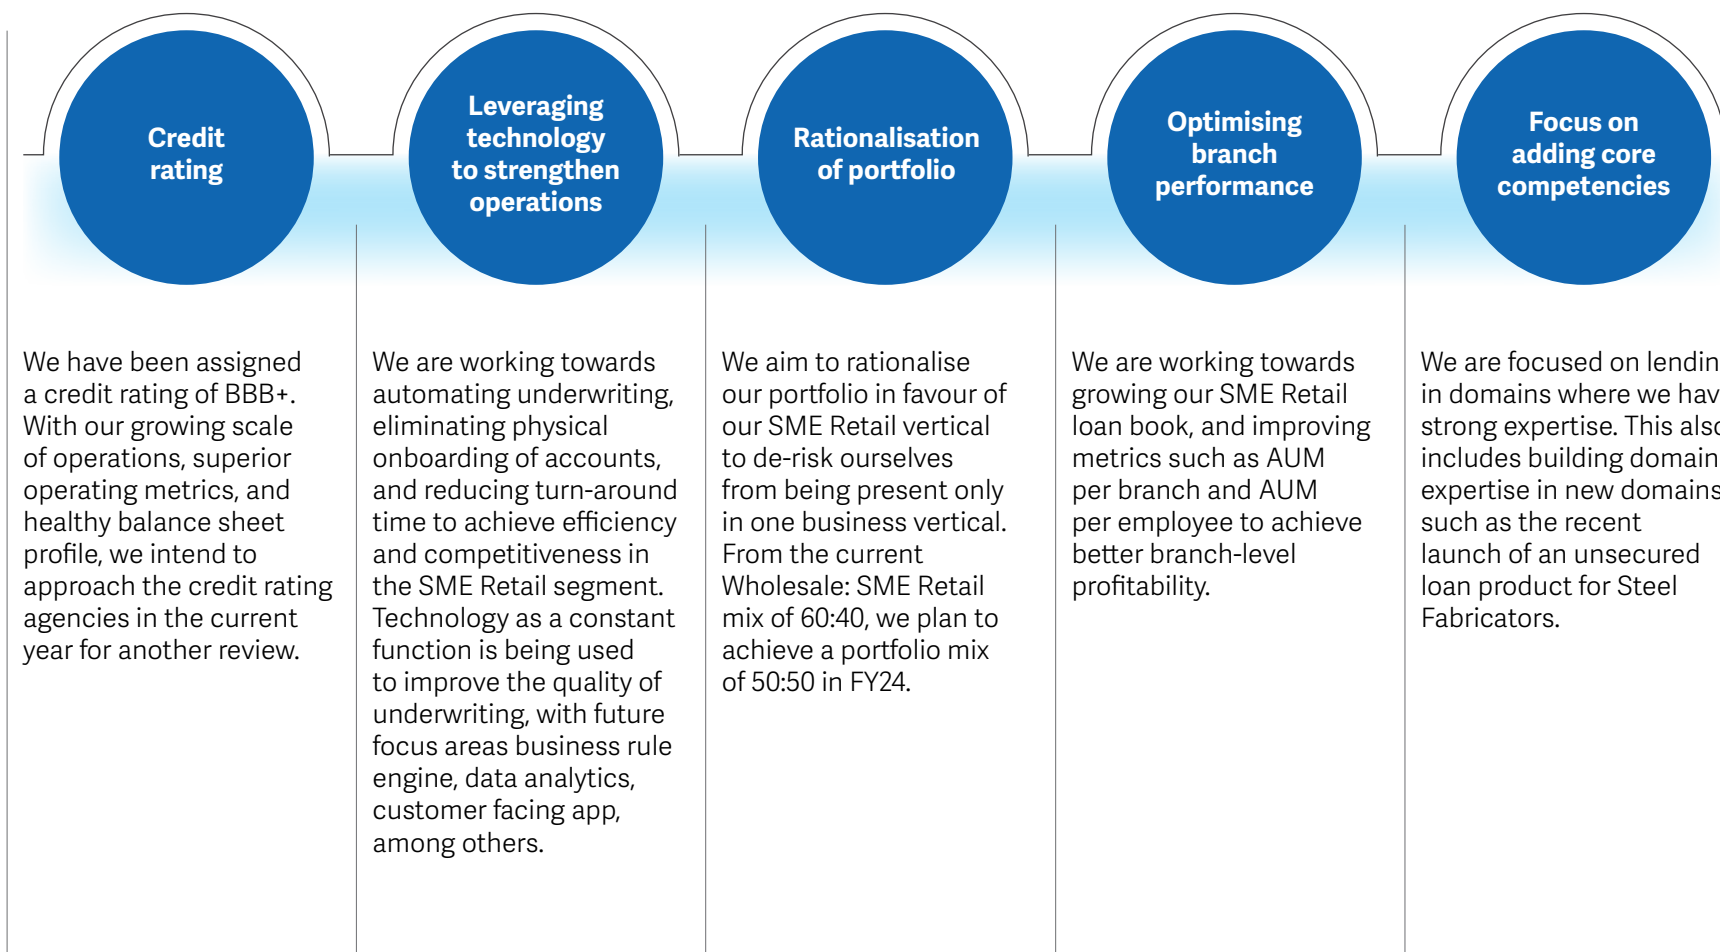 Credit
rating
We have been assigned
a credit rating of BBB+.
With our growing scale
of operations, superior
operating metrics, and
healthy balance sheet
profile, we intend to
approach the credit rating
agencies in the current
year for another review.
Leveraging
technology
to strengthen
operations
We are working towards
automating underwriting,
eliminating physical
onboarding of accounts,
and reducing turn-around
time to achieve efficiency
and competitiveness in
the SME Retail segment.
Technology as a constant
function is being used
to improve the quality of
underwriting, with future
focus areas business rule
engine, data analytics,
customer facing app,
among others.
Rationalisation
of portfolio
We aim to rationalise
our portfolio in favour of
our SME Retail vertical
to de-risk ourselves
from being present only
in one business vertical.
From the current
Wholesale: SME Retail
mix of 60:40, we plan to
achieve a portfolio mix
of 50:50 in FY24.
Optimising
branch
performance
We are working towards
growing our SME Retail
loan book, and improving
metrics such as AUM
per branch and AUM
per employee to achieve
better branch-level
profitability.
Focus on
adding core
competencies
We are focused on lendin
in domains where we hav
strong expertise. This also
includes building domain
expertise in new domains
such as the recent
launch of an unsecured
loan product for Steel
Fabricators.